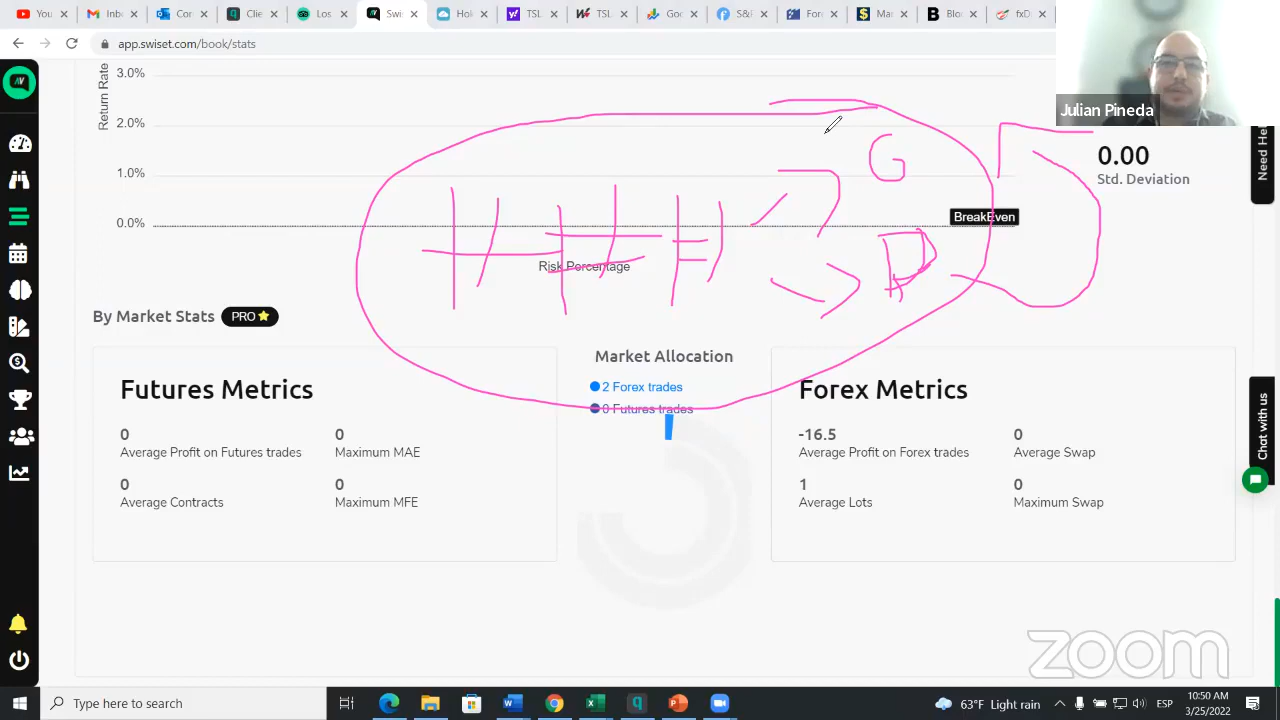 You
Inbo
Clie
Los
Swi
Hol
TSL
TSL
Go
S&P
For
Mar
Blo
fxD
app.swiset.com/book/stats
Julian Pineda
Return Rate
3.0%
2.0%
1.0%
0.0%
G
BreakEven
0.00
Std. Deviation
Need He
Risk Percentage
By Market Stats PRO
Market Allocation
2 Forex trades
0 Futures trades
Futures Metrics
0
Average Profit on Futures trades
0
Maximum MAE
0
Average Contracts
0
Maximum MFE
Forex Metrics
-16.5
Average Profit on Forex trades
0
Average Swap
1
Average Lots
0
Maximum Swap
Chat with us
zoom
Type here to search
63°F Light rain
ESP
10:50 AM
3/25/2022